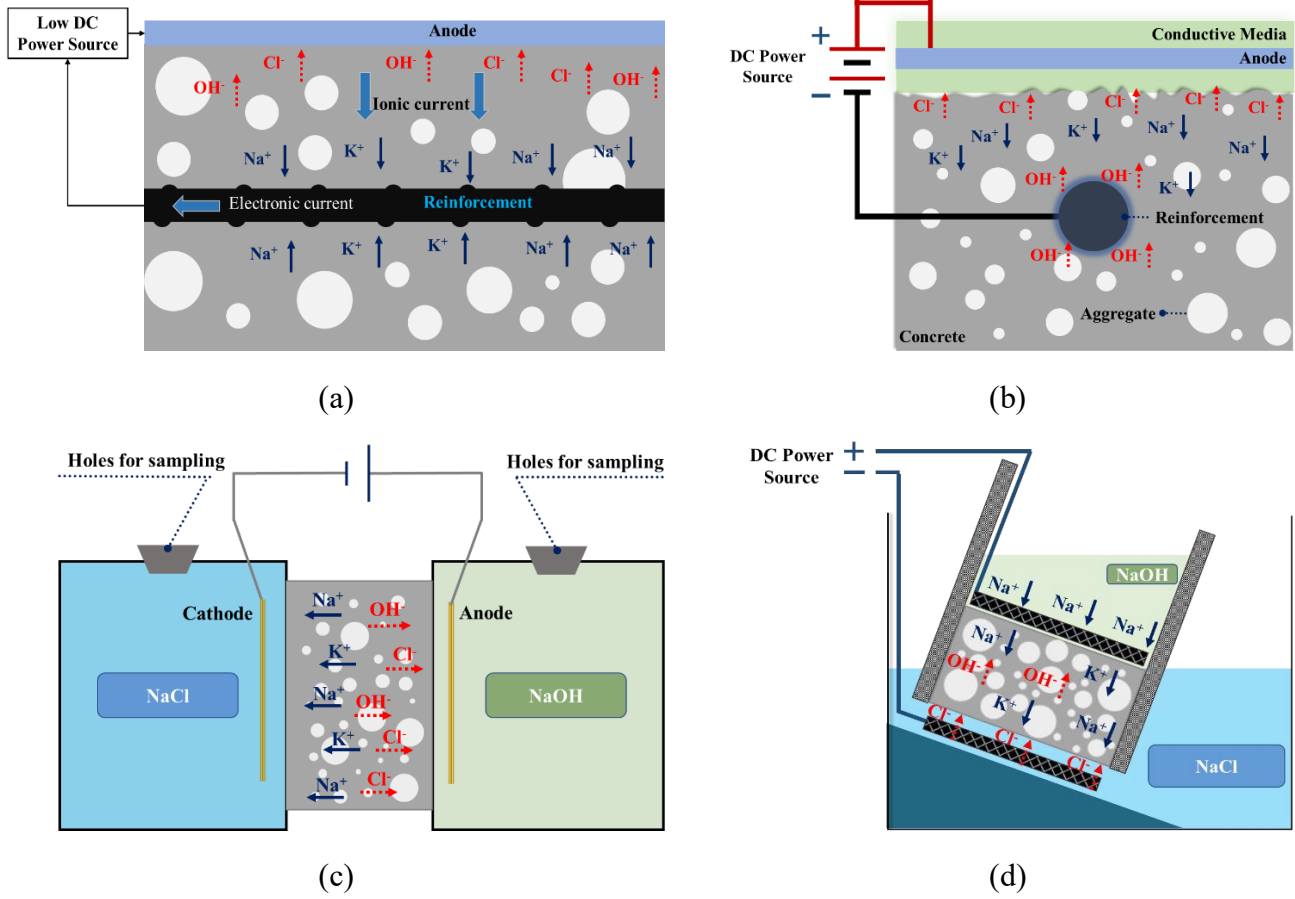 Low DC
Power Source
Anode
OH-
Cl-
OH-
Cl-
Cl-
OH-
Ionic current
Na+
K+
K+
Na+
Na+
Electronic current
Reinforcement
Na+
K+
K+
Na+
Na+
(a)
+
DC Power
Source
−
Conductive Media
Anode
Cl-
Cl-
Cl-
Cl-
Cl-
K+
Na+
K+
Na+
Na+
OH-
OH-
K+
Reinforcement
OH-
OH-
Aggregate
Concrete
(b)
Holes for sampling
Holes for sampling
Cathode
Anode
Na+
OH-
K+
Cl-
Na+
OH-
K+
Cl-
Na+
Cl-
NaCl
NaOH
(c)
DC Power
Source
+
−
NaOH
Na+
Na+
Na+
Na+
OH-
OH-
K+
K+
Na+
Cl-
Cl-
Cl-
NaCl
(d)